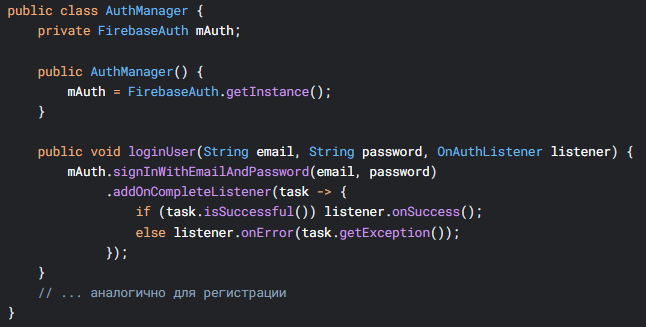 public class AuthManager {
    private FirebaseAuth mAuth;

    public AuthManager() {
        mAuth = FirebaseAuth.getInstance();
    }

    public void loginUser(String email, String password, OnAuthListener listener) {
        mAuth.signInWithEmailAndPassword(email, password)
             .addOnCompleteListener(task -> {
                 if (task.isSuccessful()) listener.onSuccess();
                 else listener.onError(task.getException());
             });
    }
    // ... аналогично для регистрации
}